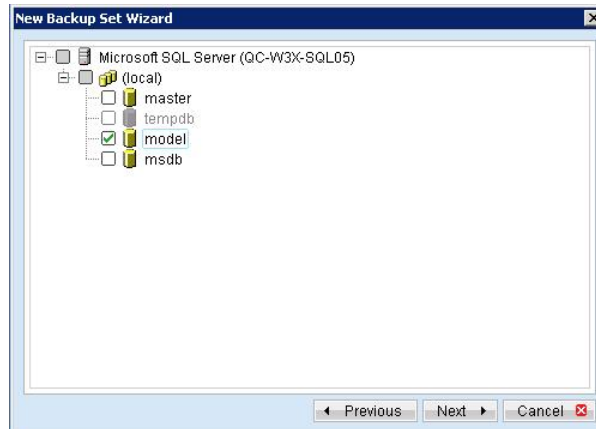 New Backup Set Wizard
Microsoft SQL Server (QC-W3X-SQL05)
(local)
master
tempdb
model
msdb
Previous Next Cancel